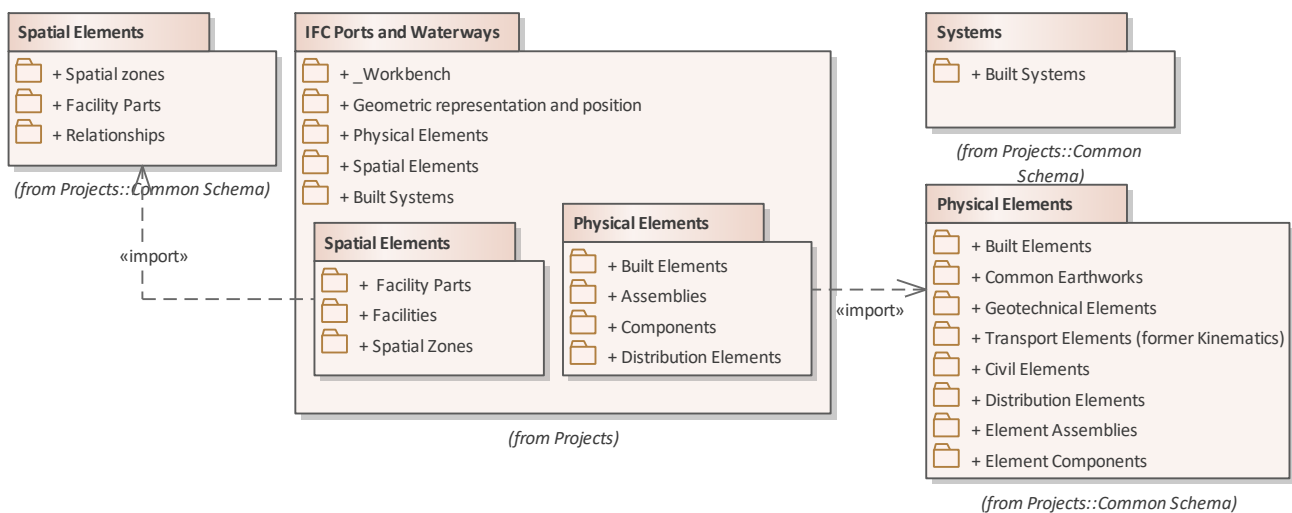 Spatial Elements
+ Spatial zones
+ Facility Parts
+ Relationships
(from Projects::Common Schema)
«import»
IFC Ports and Waterways
+ _Workbench
+ Geometric representation and position
+ Physical Elements
+ Spatial Elements
+ Built Systems
Spatial Elements
+ Facility Parts
+ Facilities
+ Spatial Zones
Physical Elements
+ Built Elements
+ Assemblies
+ Components
+ Distribution Elements
(from Projects)
«import»
Systems
+ Built Systems
(from Projects::Common
Schema)
Physical Elements
+ Built Elements
+ Common Earthworks
+ Geotechnical Elements
+ Transport Elements (former Kinematics)
+ Civil Elements
+ Distribution Elements
+ Element Assemblies
+ Element Components
(from Projects::Common Schema)